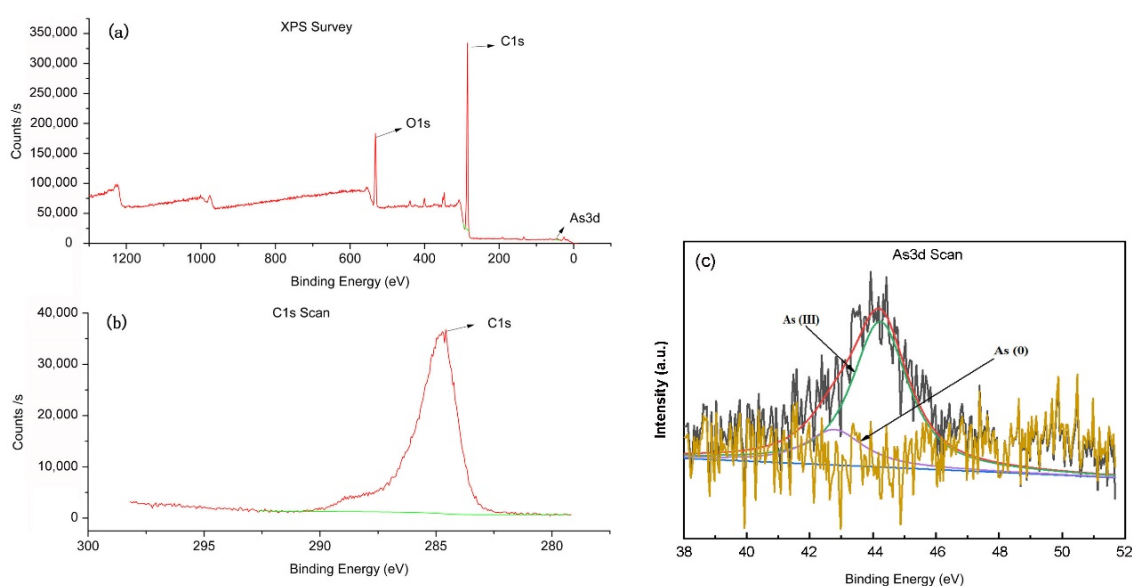 (a)
XPS Survey
C1s
O1s
As3d
350,000
300,000
250,000
200,000
150,000
100,000
50,000
0
Counts /s
1200 1000 800 600 400 200 0
Binding Energy (eV)
(b)
C1s Scan
C1s
40,000
30,000
20,000
10,000
0
Counts /s
300 295 290 285 280
Binding Energy (eV)
(c)
As3d Scan
As (III)
As (0)
Intensity (a.u.)
38 40 42 44 46 48 50 52
Binding Energy (eV)